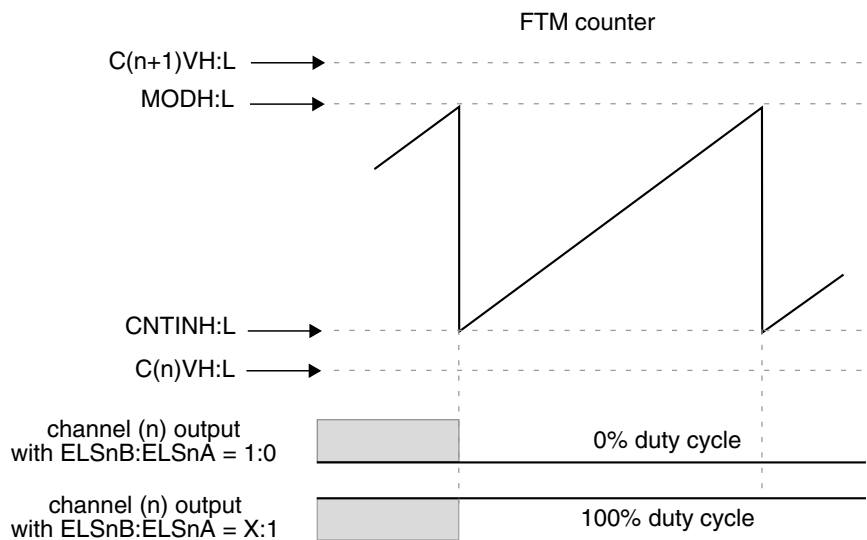 FTM counter
C(n+1)VH:L
MODH:L
CNTINH:L
C(n)VH:L
channel (n) output
with ELSnB:ELSnA = 1:0
0% duty cycle
channel (n) output
with ELSnB:ELSnA = X:1
100% duty cycle